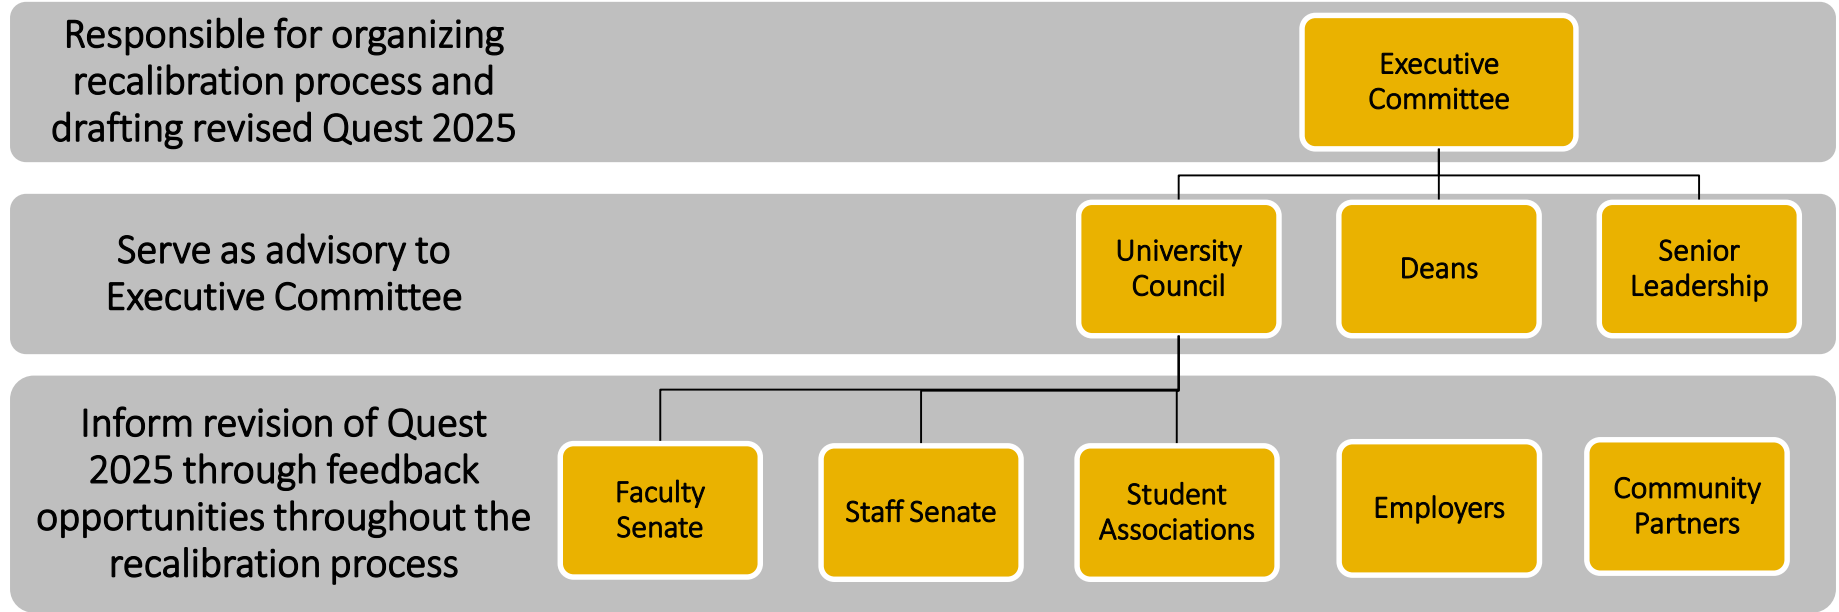 Responsible for organizing
recalibration process and
drafting revised Quest 2025
Executive
Committee
Serve as advisory to
Executive Committee
University
Council
Deans
Senior
Leadership
Inform revision of Quest
2025 through feedback
opportunities throughout the
recalibration process
Faculty
Senate
Staff Senate
Student
Associations
Employers
Community
Partners